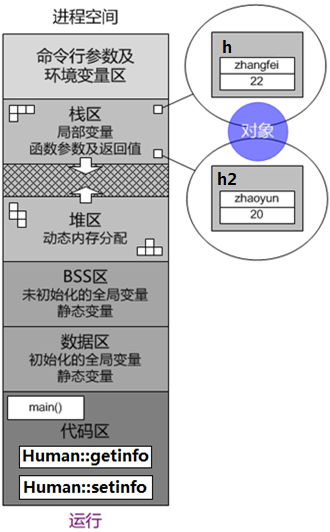 进程空间
命令行参数及
环境变量区
栈区
局部变量
函数参数及返回值
堆区
动态内存分配
BSS区
未初始化的全局变量
静态变量
数据区
初始化的全局变量
静态变量
main()
代码区
Human::getinfo
Human::setinfo
运行
h
zhangfei
22
对象
h2
zhaoyun
20